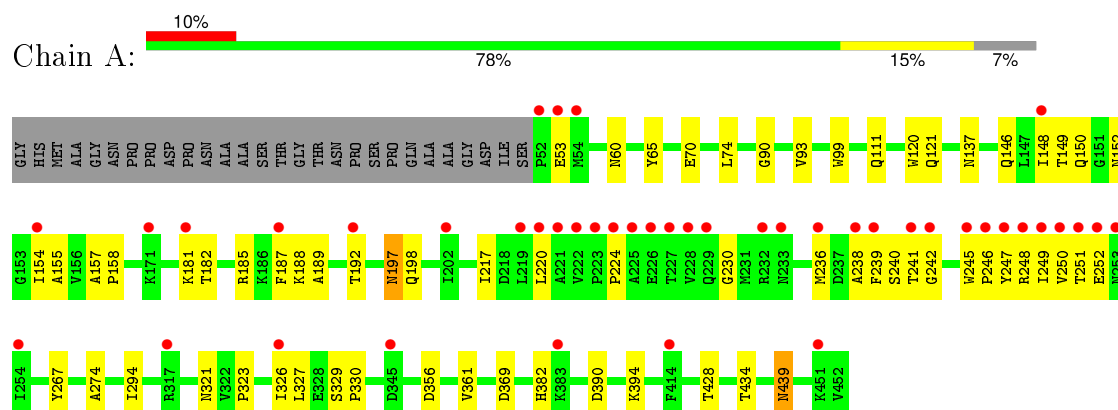 10%
Chain A:
78% 15% 7%
GLY HIS MET ALA GLY ASN PRO PRO ASP PRO ASN ALA ALA SER THR GLY THR ASN PRO SER PRO GLN ALA ALA GLY ASP ILE SER P52 E53 M54 N60 Y65 E70 L74 G90 V93 W99 Q111 W120 Q121 N137 Q146 L147 I148 T149 Q150 G151 N152
G153 I154 A155 V156 A157 P158 K171 K181 T182 R185 K186 F187 K188 A189 T192 N197 Q198 I202 I217 D218 L219 L220 A221 V222 P223 P224 A225 E226 T227 V228 Q229 G230 M231 R232 N233 M236 D237 A238 F239 S240 T241 G242 W245 P246 Y247 R248 I249 V250 T251 E252 N253
I254 Y267 A274 I294 R317 N321 V322 P323 I326 L327 E328 S329 P330 D345 D356 V361 D369 H382 K383 D390 K394 F414 T428 T434 N439 K451 V452